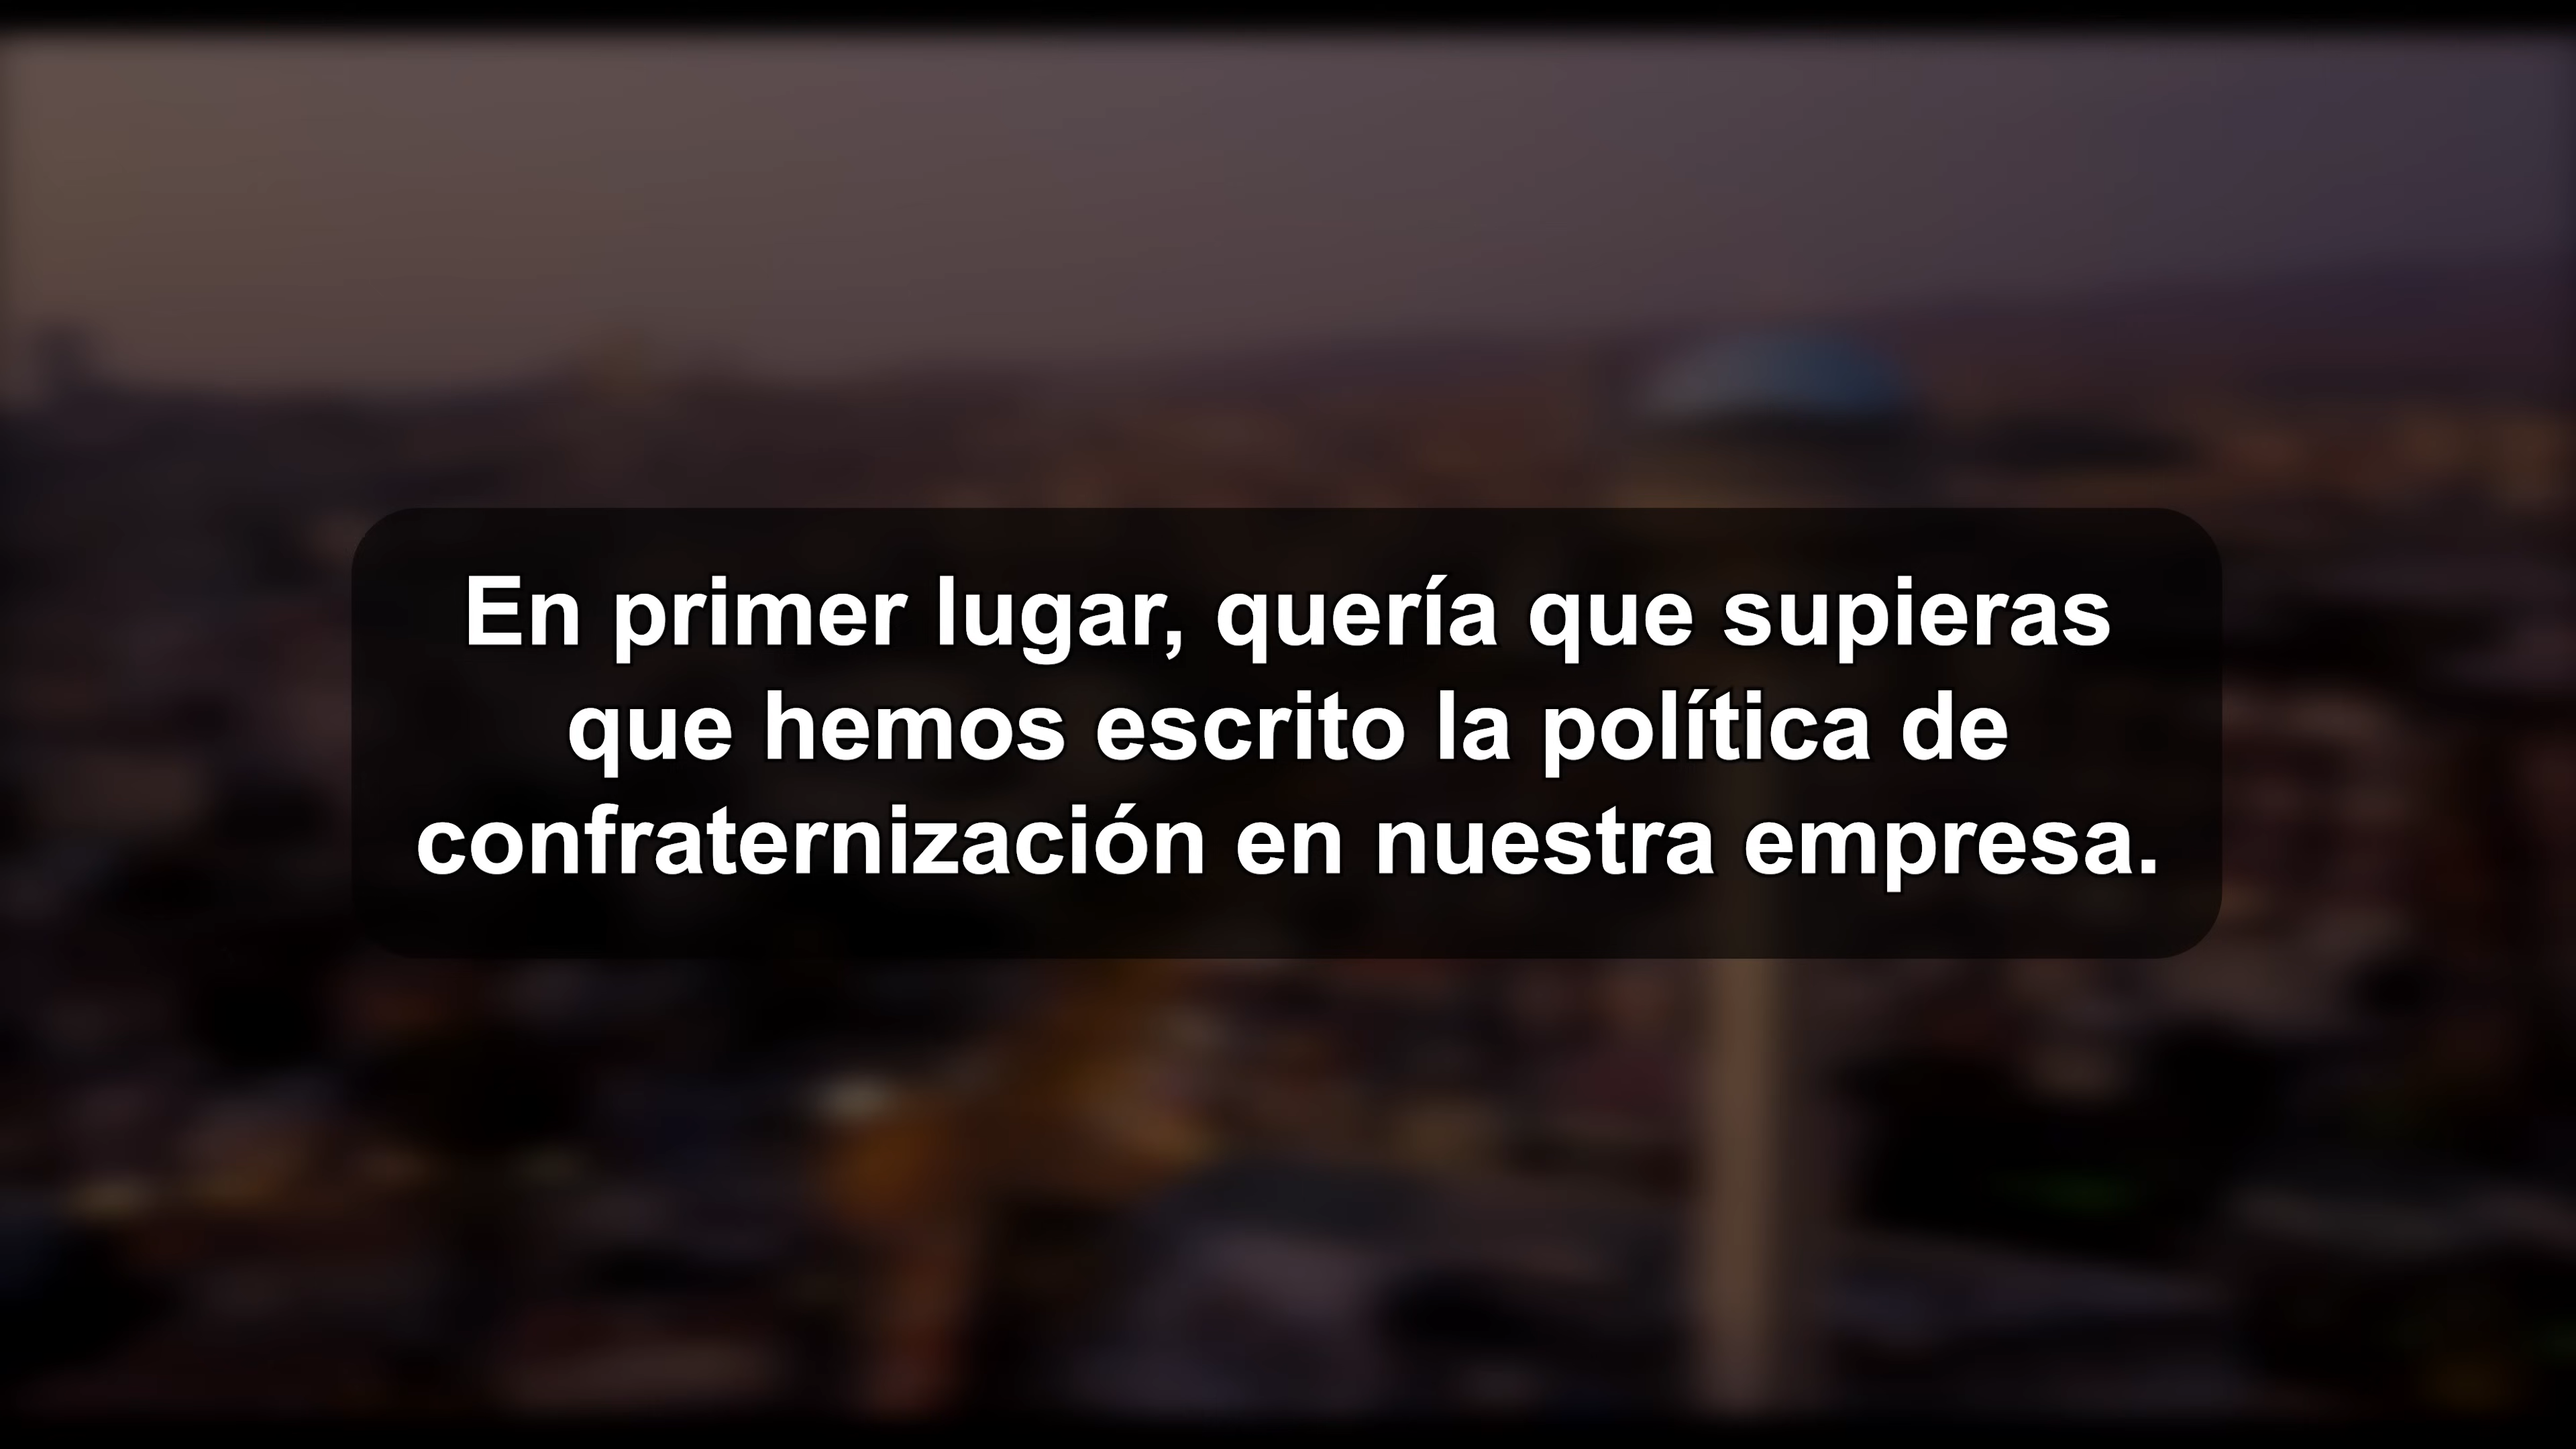 En primer lugar, quería que supieras
que hemos escrito la política de
confraternización en nuestra empresa.